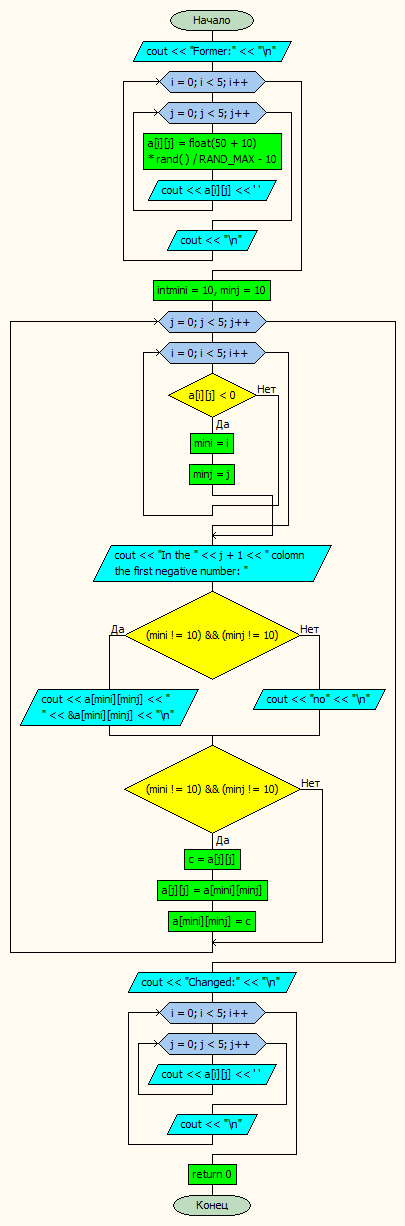 Начало
cout << "Former:" << "\n"
i = 0; i < 5; i++
j = 0; j < 5; j++
a[i][j] = float(50 + 10)
* rand() / RAND_MAX - 10
cout << a[i][j] << ' '
cout << "\n"
intmini = 10, minj = 10
j = 0; j < 5; j++
i = 0; i < 5; i++
a[i][j] < 0
Нет
Да
mini = i
minj = j
cout << "In the " << j + 1 << " colomn
the first negative number: "
Да
(mini != 10) && (minj != 10)
Нет
cout << a[mini][minj] << "
" << &a[mini][minj] << "\n"
cout << "no" << "\n"
(mini != 10) && (minj != 10)
Нет
Да
c = a[j][j]
a[j][j] = a[mini][minj]
a[mini][minj] = c
cout << "Changed:" << "\n"
i = 0; i < 5; i++
j = 0; j < 5; j++
cout << a[i][j] << ' '
cout << "\n"
return 0
Конец